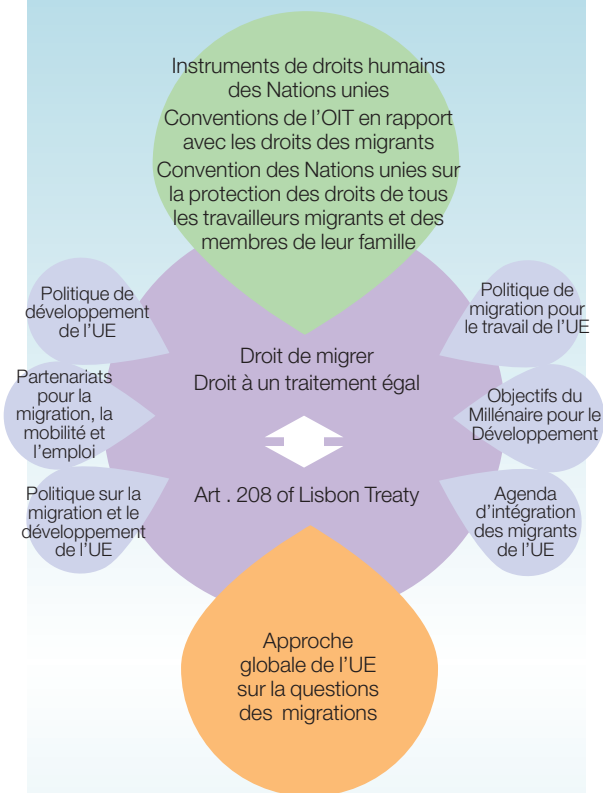 Instruments de droits humains
des Nations unies
Conventions de l'OIT en rapport
avec les droits des migrants
Convention des Nations unies sur
la protection des droits de tous
les travailleurs migrants et des
membres de leur famille
Politique de
développement
de l'UE
Partenariats
pour la
migration, la
mobilité et
l'emploi
Politique sur la
migration et le
développement
de l'UE
Droit de migrer
Droit à un traitement égal
Art . 208 of Lisbon Treaty
Politique de
migration pour
le travail de l'UE
Objectifs du
Millénaire pour le
Développement
Agenda
d'intégration
des migrants
de l'UE
Approche
globale de l'UE
sur la questions
des migrations